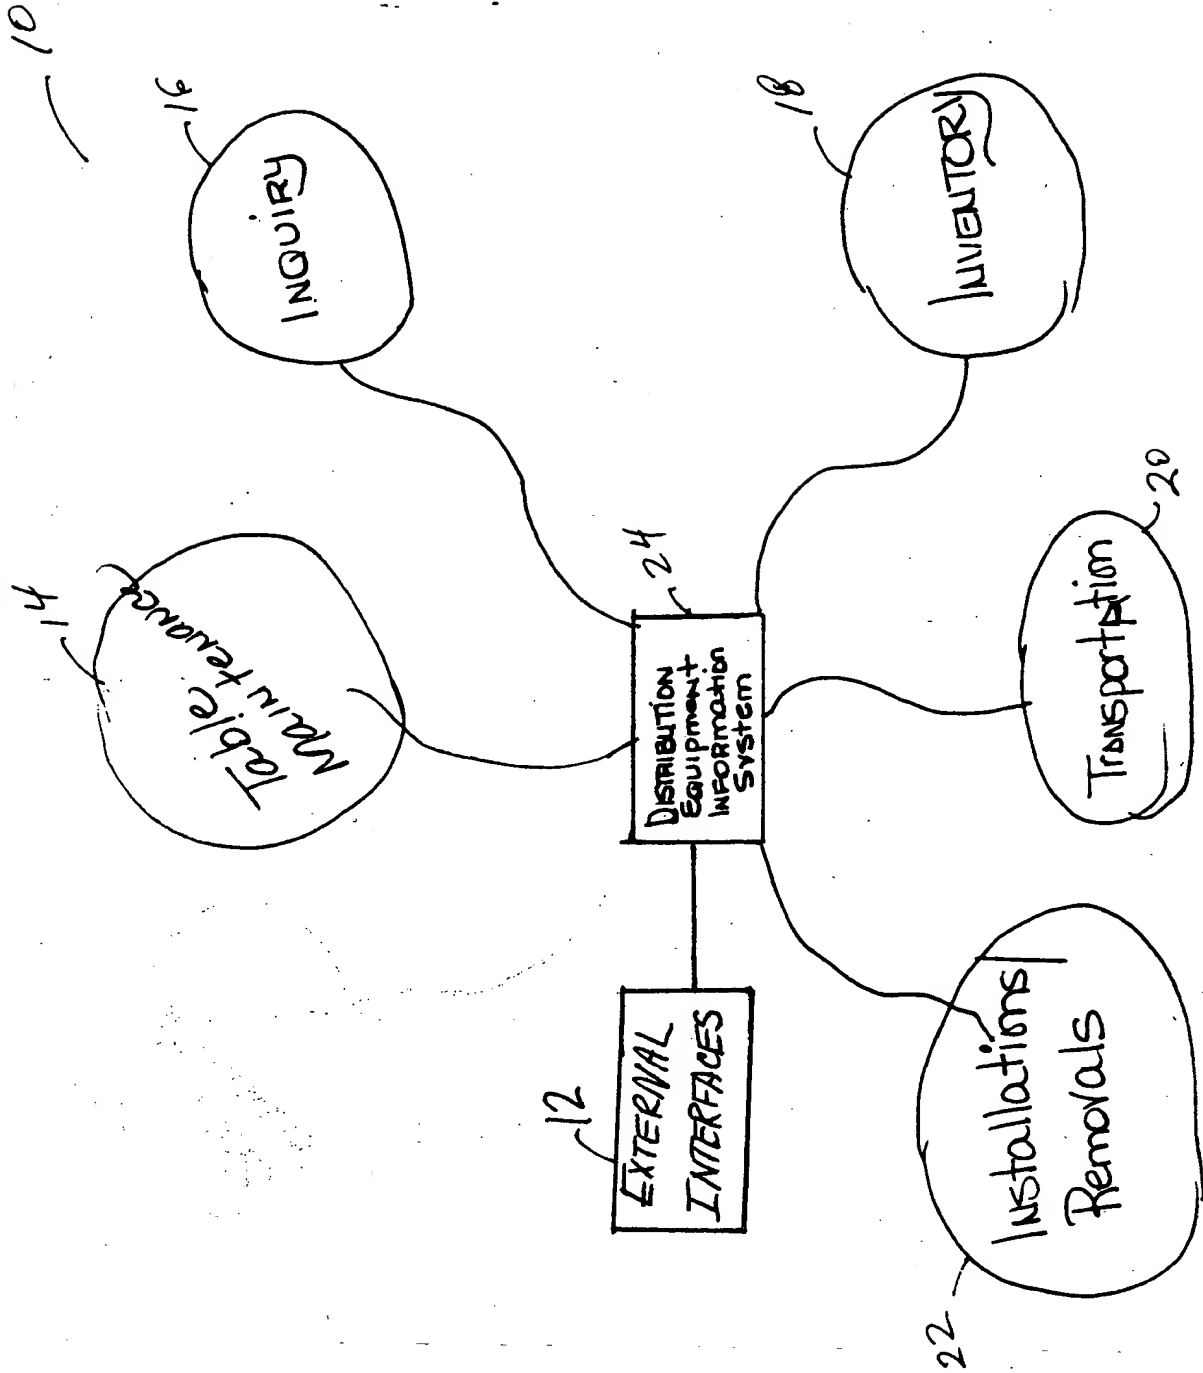 10
16
INQUIRY
14
Table
Maintenance
18
INVENTORY
24
DISTRIBUTION
EQUIPMENT
INFORMATION
SYSTEM
12
EXTERNAL
INTERFACES
20
Transportation
22
Installations/
Removals